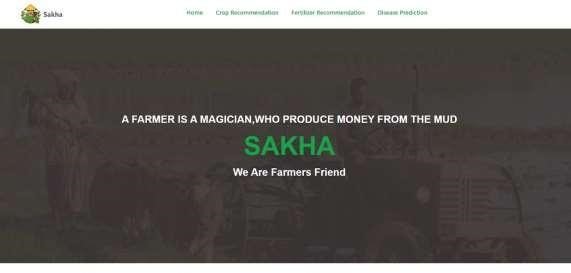 Sakha
Home Crop Recommendation Fertilizer Recommendation Disease Prediction
A FARMER IS A MAGICIAN,WHO PRODUCE MONEY FROM THE MUD
SAKHA
We Are Farmers Friend